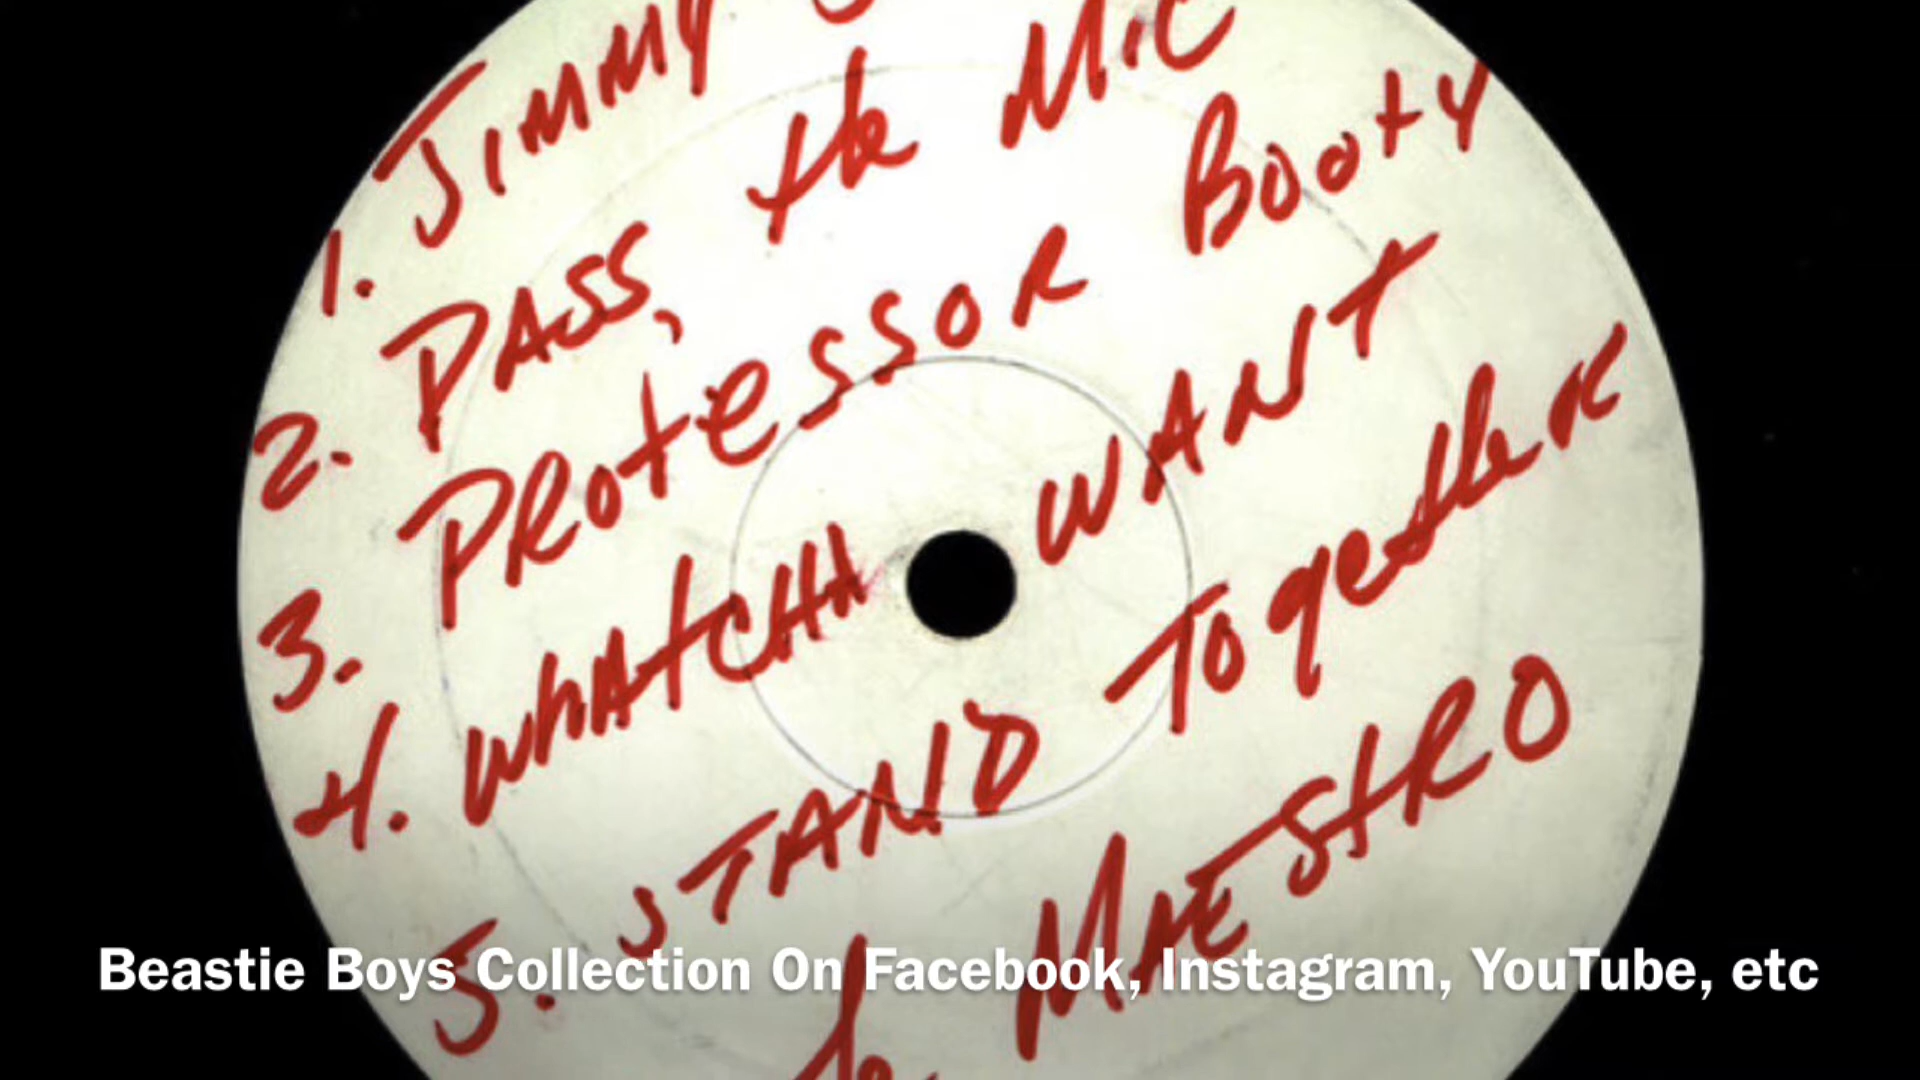 1. JIMMY
2. PASS, the MIC
3. PROfessor Booty
4. WhATCHA WANT
5. STAND Together
MAESTRO
Beastie Boys Collection On Facebook, Instagram, YouTube, etc